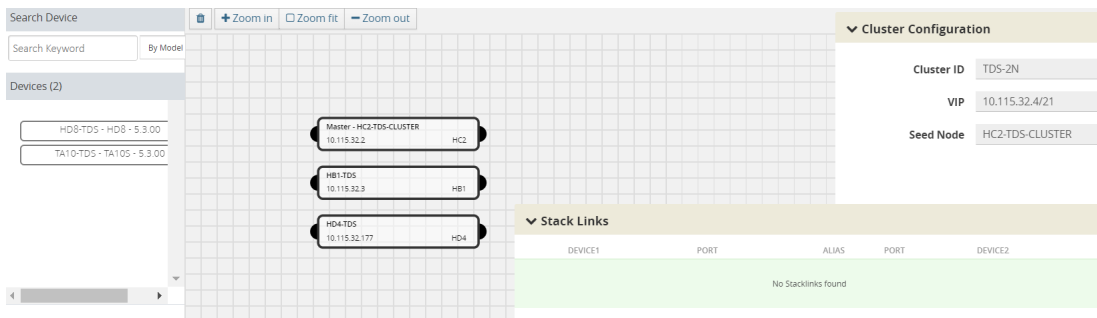 Search Device
Search Keyword
By Model
Devices (2)
HD8-TDS - HD8 - 5.3.00
TA10-TDS - TA10S - 5.3.00
Zoom in
Zoom fit
Zoom out
Master - HC2-TDS-CLUSTER
10.115.32.2 HC2
HB1-TDS
10.115.32.3 HB1
HD4-TDS
10.115.32.177 HD4
Cluster Configuration
Cluster ID TDS-2N
VIP 10.115.32.4/21
Seed Node HC2-TDS-CLUSTER
Stack Links
DEVICE1 PORT ALIAS PORT DEVICE2
No Stacklinks found